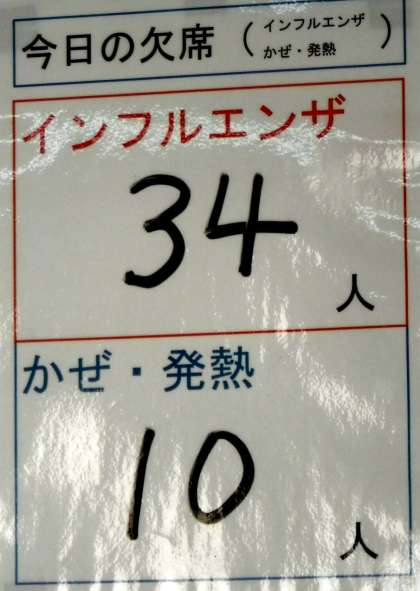 今日の欠席（インフルエンザ
かぜ・発熱）
インフルエンザ
34
人
かぜ・発熱
10
人